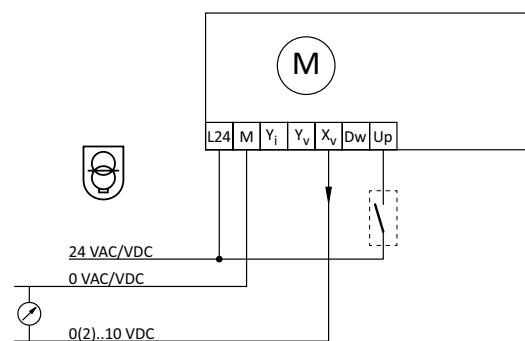 M
L24 M Yi Yv Xv Dw Up
24 VAC/VDC
0 VAC/VDC
0(2)..10 VDC